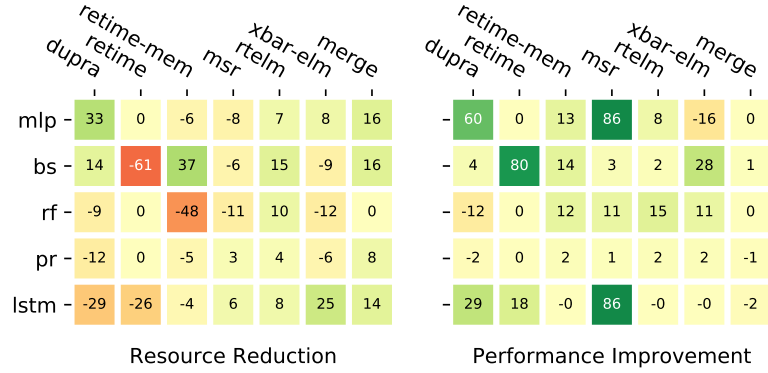 dupra retime retime-mem msr rtelm xbar-elm merge dupra retime retime-mem msr rtelm xbar-elm merge
mlp 33 0 -6 -8 7 8 16 60 0 13 86 8 -16 0
bs 14 -61 37 -6 15 -9 16 4 80 14 3 2 28 1
rf -9 0 -48 -11 10 -12 0 -12 0 12 11 15 11 0
pr -12 0 -5 3 4 -6 8 -2 0 2 1 2 2 -1
lstm -29 -26 -4 6 8 25 14 29 18 -0 86 -0 -0 -2
Resource Reduction Performance Improvement